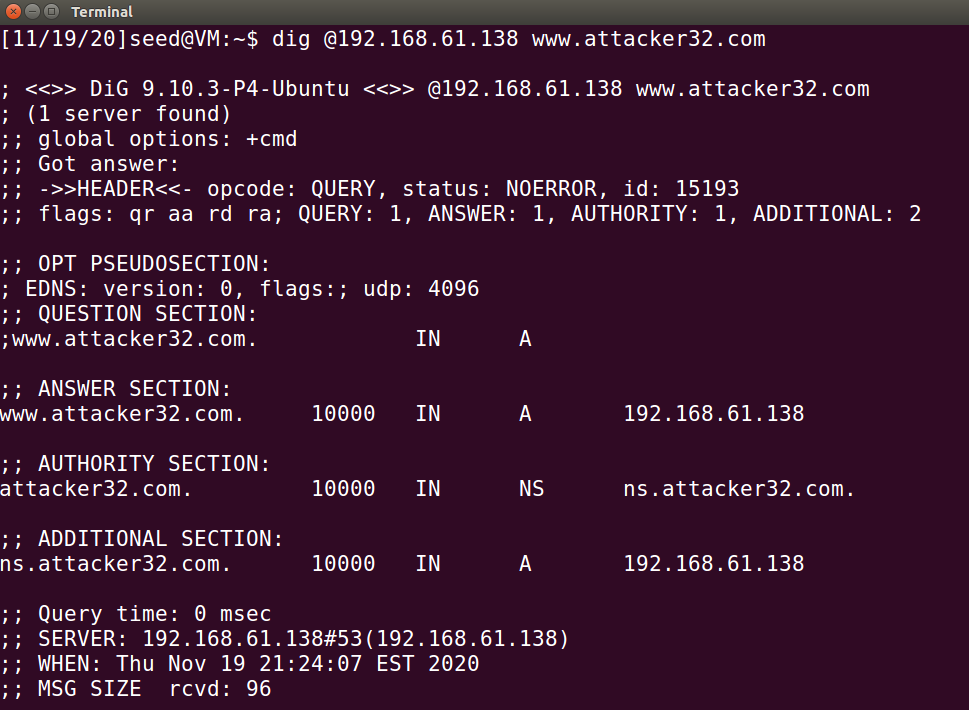 Terminal
[11/19/20]seed@VM:~$ dig @192.168.61.138 www.attacker32.com
; <<>> DiG 9.10.3-P4-Ubuntu <<>> @192.168.61.138 www.attacker32.com
; (1 server found)
;; global options: +cmd
;; Got answer:
;; ->>HEADER<<- opcode: QUERY, status: NOERROR, id: 15193
;; flags: qr aa rd ra; QUERY: 1, ANSWER: 1, AUTHORITY: 1, ADDITIONAL: 2
;; OPT PSEUDOSECTION:
; EDNS: version: 0, flags:; udp: 4096
;; QUESTION SECTION:
;www.attacker32.com. IN A
;; ANSWER SECTION:
www.attacker32.com. 10000 IN A 192.168.61.138
;; AUTHORITY SECTION:
attacker32.com. 10000 IN NS ns.attacker32.com.
;; ADDITIONAL SECTION:
ns.attacker32.com. 10000 IN A 192.168.61.138
;; Query time: 0 msec
;; SERVER: 192.168.61.138#53(192.168.61.138)
;; WHEN: Thu Nov 19 21:24:07 EST 2020
;; MSG SIZE  rcvd: 96